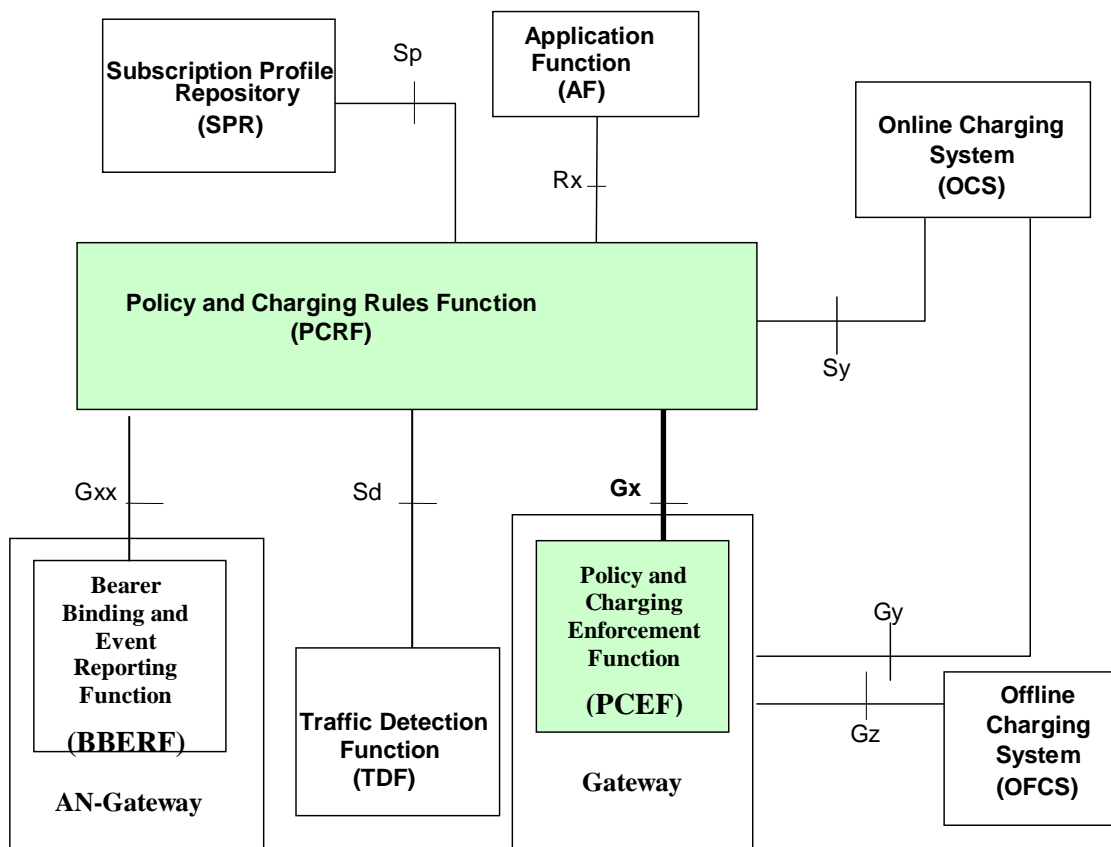 Sp
Subscription Profile
Repository
(SPR)
Application
Function
(AF)
Online Charging
System
(OCS)
Rx
Policy and Charging Rules Function
(PCRF)
Sy
Gxx
Sd
Gx
Bearer
Binding and
Event
Reporting
Function
(BBERF)
AN-Gateway
Traffic Detection
Function
(TDF)
Policy and
Charging
Enforcement
Function
(PCEF)
Gateway
Gy
Gz
Offline
Charging
System
(OFCS)